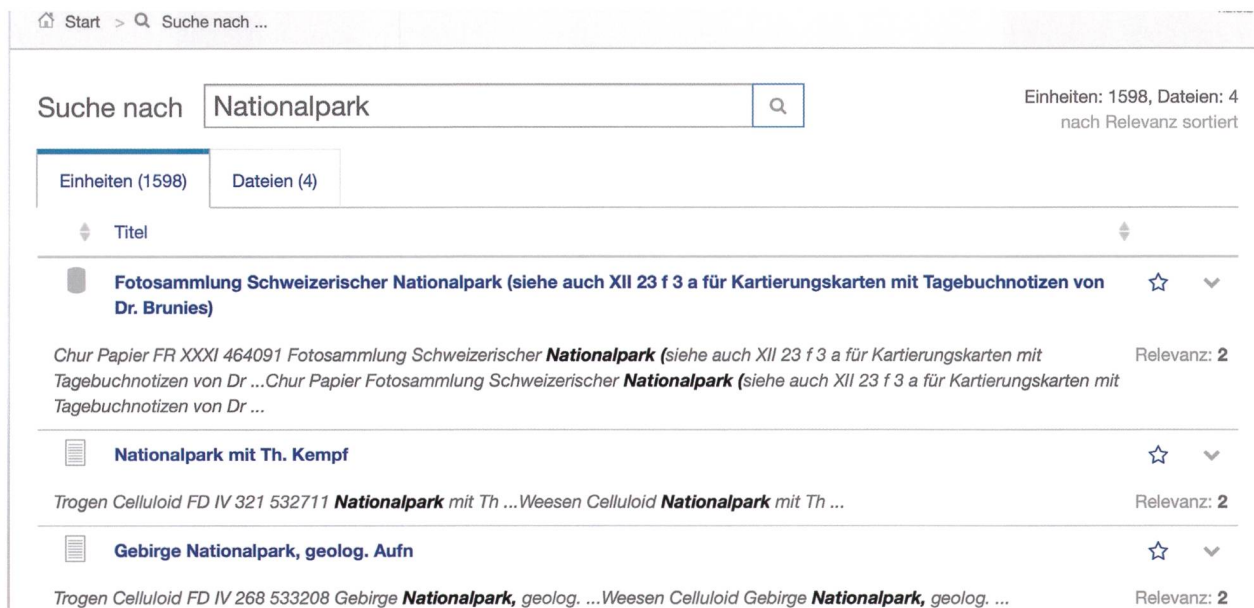 Start > Suche nach ...
Suche nach Nationalpark
Einheiten: 1598, Dateien: 4
nach Relevanz sortiert
Einheiten (1598) Dateien (4)
Titel
Fotosammlung Schweizerischer Nationalpark (siehe auch XII 23 f 3 a für Kartierungskarten mit Tagebuchnotizen von
Dr. Brunies)
Chur Papier FR XXXI 464091 Fotosammlung Schweizerischer Nationalpark (siehe auch XII 23 f 3 a für Kartierungskarten mit
Relevanz: 2
Tagebuchnotizen von Dr ...Chur Papier Fotosammlung Schweizerischer Nationalpark (siehe auch XII 23 f 3 a für Kartierungskarten mit
Tagebuchnotizen von Dr ...
Nationalpark mit Th. Kempf
Trogen Celluloid FD IV 321 532711 Nationalpark mit Th ...Weesen Celluloid Nationalpark mit Th ...
Relevanz: 2
Gebirge Nationalpark, geolog. Aufn
Trogen Celluloid FD IV 268 533208 Gebirge Nationalpark, geolog. ...Weesen Celluloid Gebirge Nationalpark, geolog. ...
Relevanz: 2